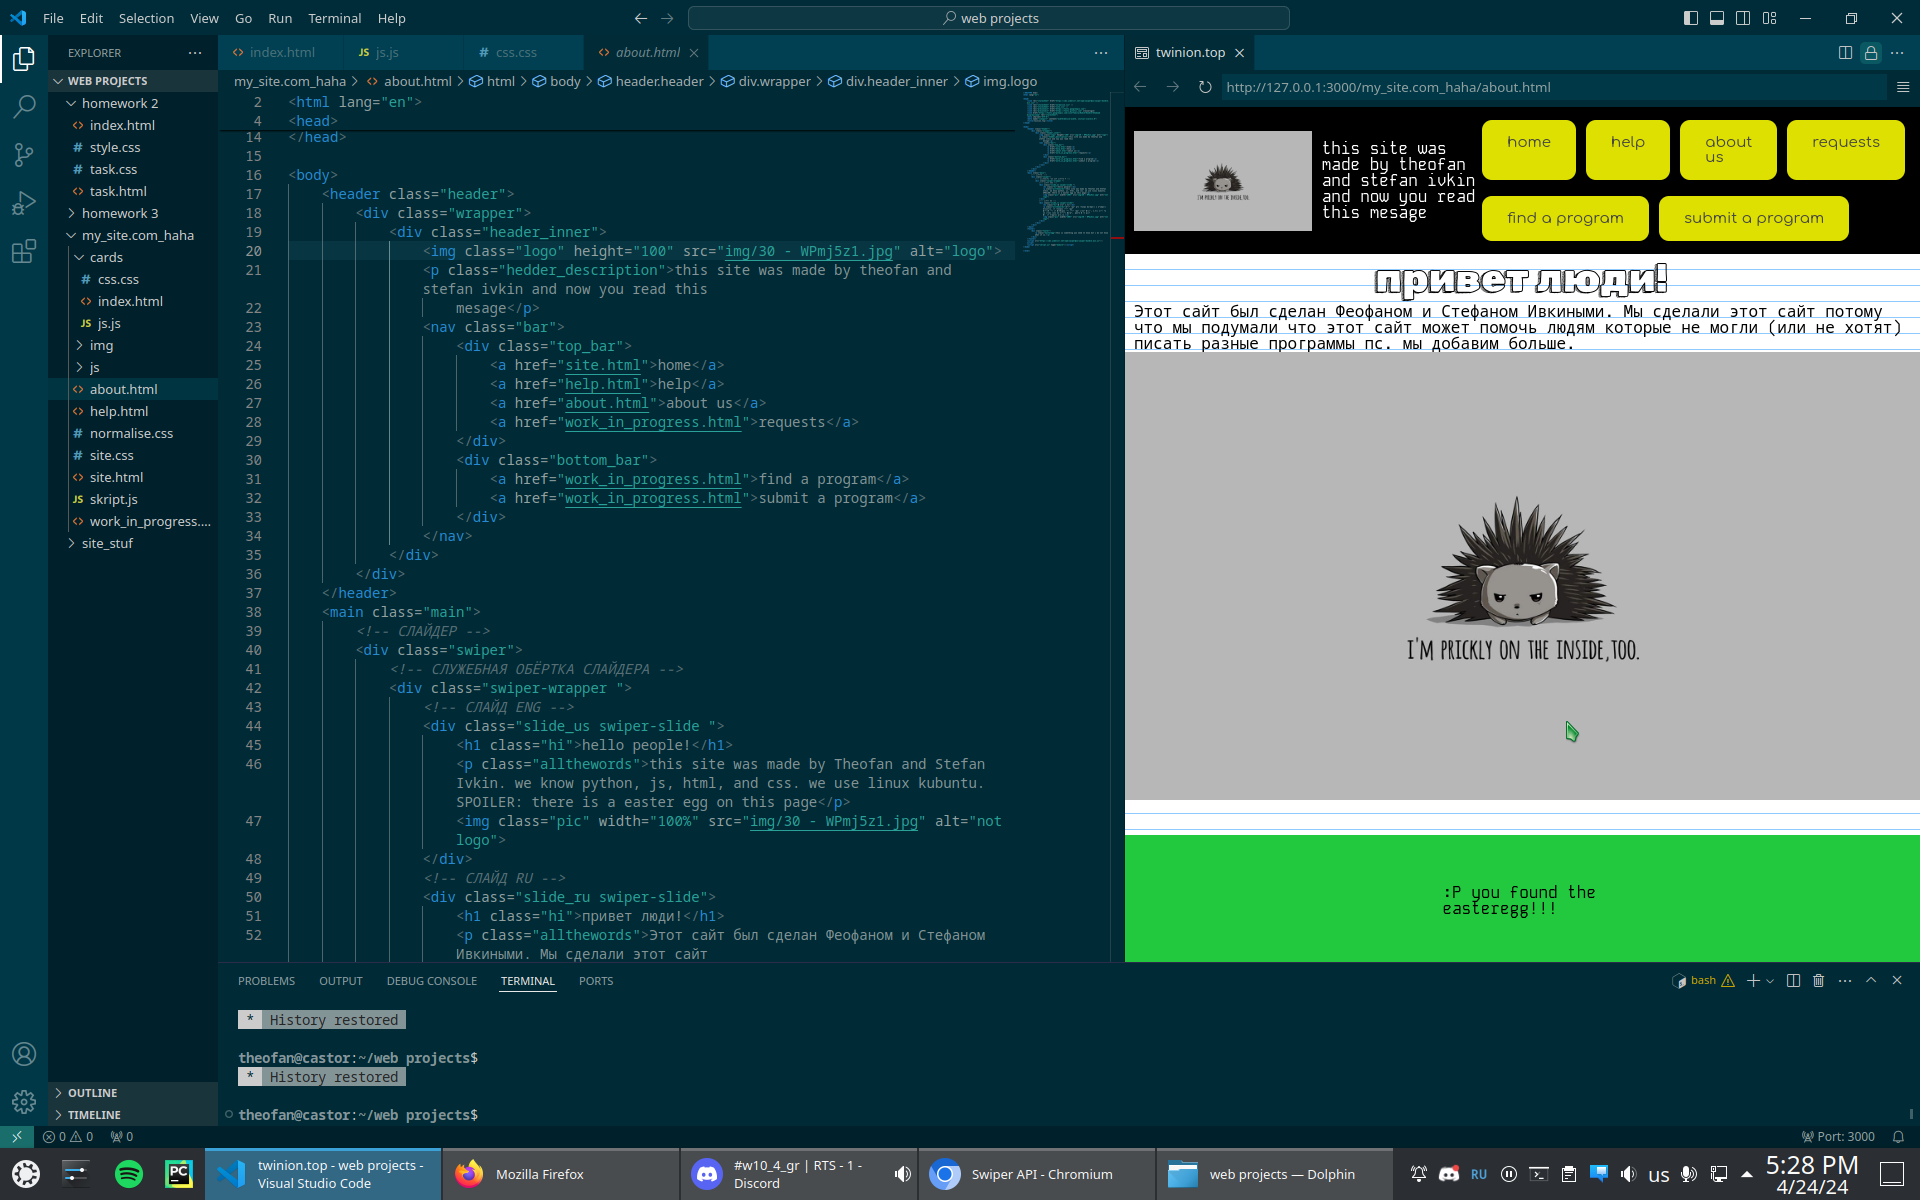 File Edit Selection View Go Run Terminal Help
web projects
EXPLORER
WEB PROJECTS
homework 2
index.html
style.css
task.css
task.html
homework 3
my_site.com_haha
cards
css.css
index.html
js.js
img
js
about.html
help.html
normalise.css
site.css
site.html
skript.js
work_in_progress....
site_stuf
OUTLINE
TIMELINE
index.html js.js css.css about.html
my_site.com_haha > about.html > html > body > header.header > div.wrapper > div.header_inner > img.logo
2 <html lang="en">
4 <head>
14 </head>
15
16 <body>
17 <header class="header">
18 <div class="wrapper">
19 <div class="header_inner">
20 <img class="logo" height="100" src="img/30 - WPmj5z1.jpg" alt="logo">
21 <p class="hedder_description">this site was made by theofan and
stefan ivkin and now you read this
22 mesage</p>
23 <nav class="bar">
24 <div class="top_bar">
25 <a href="site.html">home</a>
26 <a href="help.html">help</a>
27 <a href="about.html">about us</a>
28 <a href="work_in_progress.html">requests</a>
29 </div>
30 <div class="bottom_bar">
31 <a href="work_in_progress.html">find a program</a>
32 <a href="work_in_progress.html">submit a program</a>
33 </div>
34 </nav>
35 </div>
36 </div>
37 </header>
38 <main class="main">
39 <!-- СЛАЙДЕР -->
40 <div class="swiper">
41 <!-- СЛУЖЕБНАЯ ОБЁРТКА СЛАЙДЕРА -->
42 <div class="swiper-wrapper ">
43 <!-- СЛАЙД ENG -->
44 <div class="slide_us swiper-slide ">
45 <h1 class="hi">hello people!</h1>
46 <p class="allthewords">this site was made by Theofan and Stefan
Ivkin. we know python, js, html, and css. we use linux kubuntu.
SPOILER: there is a easter egg on this page</p>
47 <img class="pic" width="100%" src="img/30 - WPmj5z1.jpg" alt="not
logo">
48 </div>
49 <!-- СЛАЙД RU -->
50 <div class="slide_ru swiper-slide">
51 <h1 class="hi">привет люди!</h1>
52 <p class="allthewords">Этот сайт был сделан Феофаном и Стефаном
Ивкиными. Мы сделали этот сайт
twinion.top
http://127.0.0.1:3000/my_site.com_haha/about.html
I'M PRICKLY ON THE INSIDE,TOO.
this site was
made by theofan
and stefan ivkin
and now you read
this mesage
home help about us requests
find a program submit a program
привет люди!
Этот сайт был сделан Феофаном и Стефаном Ивкиными. Мы сделали этот сайт потому
что мы подумали что этот сайт может помочь людям которые не могли (или не хотят)
писать разные программы пс. мы добавим больше.
I'M PRICKLY ON THE INSIDE,TOO.
:P you found the
easteregg!!!
PROBLEMS OUTPUT DEBUG CONSOLE TERMINAL PORTS
bash
* History restored
theofan@castor:~/web projects$
* History restored
theofan@castor:~/web projects$
0 0 0
Port: 3000
PC
twinion.top - web projects -
Visual Studio Code
Mozilla Firefox
#w10_4_gr | RTS - 1 -
Discord
Swiper API - Chromium
web projects — Dolphin
RU
us
5:28 PM
4/24/24